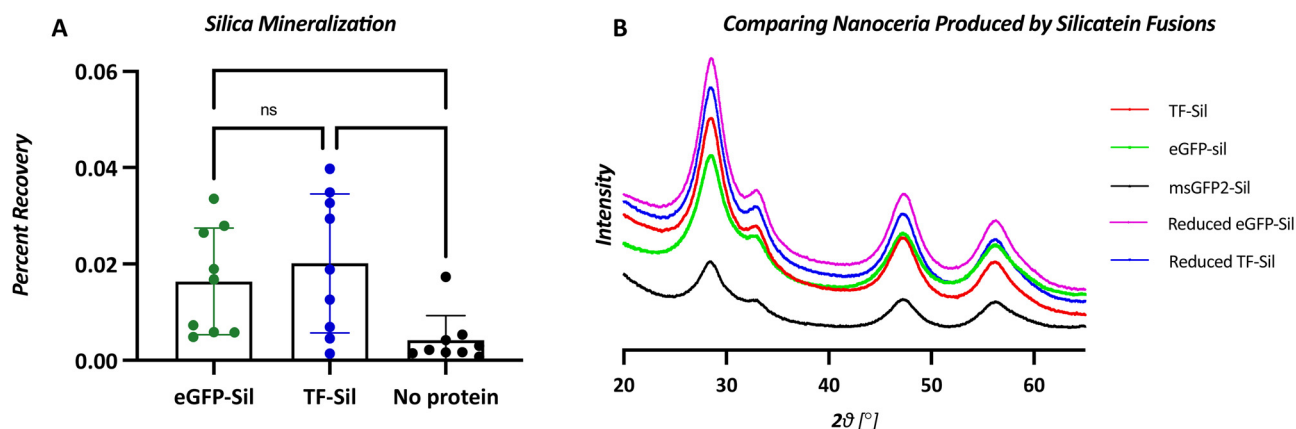 A
Silica Mineralization
Percent Recovery
0.06
0.04
0.02
0.00
ns
eGFP-Sil
TF-Sil
No protein
B
Comparing Nanoceria Produced by Silicatein Fusions
Intensity
20
30
40
50
60
2ϑ [°]
TF-Sil
eGFP-sil
msGFP2-Sil
Reduced eGFP-Sil
Reduced TF-Sil